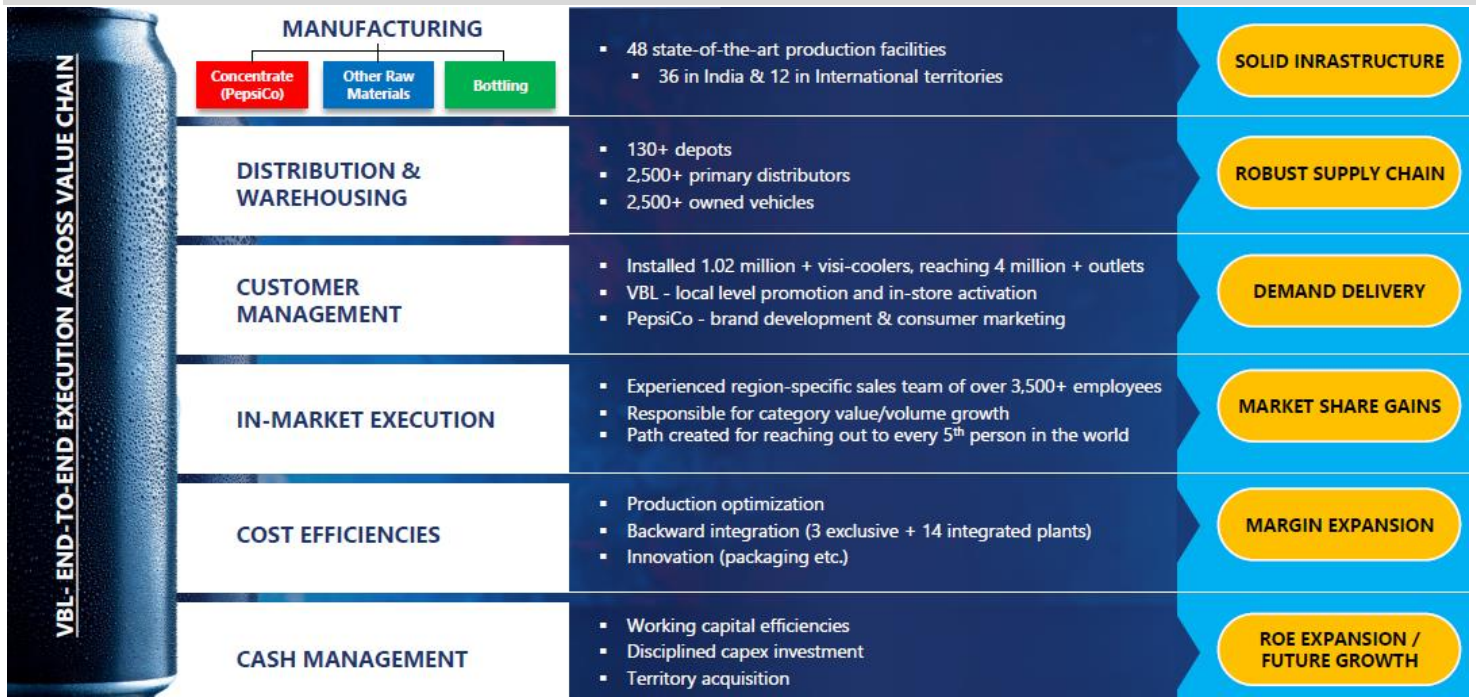 VBL- END-TO-END EXECUTION ACROSS VALUE CHAIN
MANUFACTURING
Concentrate
(PepsiCo)
Other Raw
Materials
Bottling
▪ 48 state-of-the-art production facilities
▪ 36 in India & 12 in International territories
SOLID INRASTRUCTURE
DISTRIBUTION &
WAREHOUSING
▪ 130+ depots
▪ 2,500+ primary distributors
▪ 2,500+ owned vehicles
ROBUST SUPPLY CHAIN
CUSTOMER
MANAGEMENT
▪ Installed 1.02 million + visi-coolers, reaching 4 million + outlets
▪ VBL - local level promotion and in-store activation
▪ PepsiCo - brand development & consumer marketing
DEMAND DELIVERY
IN-MARKET EXECUTION
▪ Experienced region-specific sales team of over 3,500+ employees
▪ Responsible for category value/volume growth
▪ Path created for reaching out to every 5th person in the world
MARKET SHARE GAINS
COST EFFICIENCIES
▪ Production optimization
▪ Backward integration (3 exclusive + 14 integrated plants)
▪ Innovation (packaging etc.)
MARGIN EXPANSION
CASH MANAGEMENT
▪ Working capital efficiencies
▪ Disciplined capex investment
▪ Territory acquisition
ROE EXPANSION /
FUTURE GROWTH